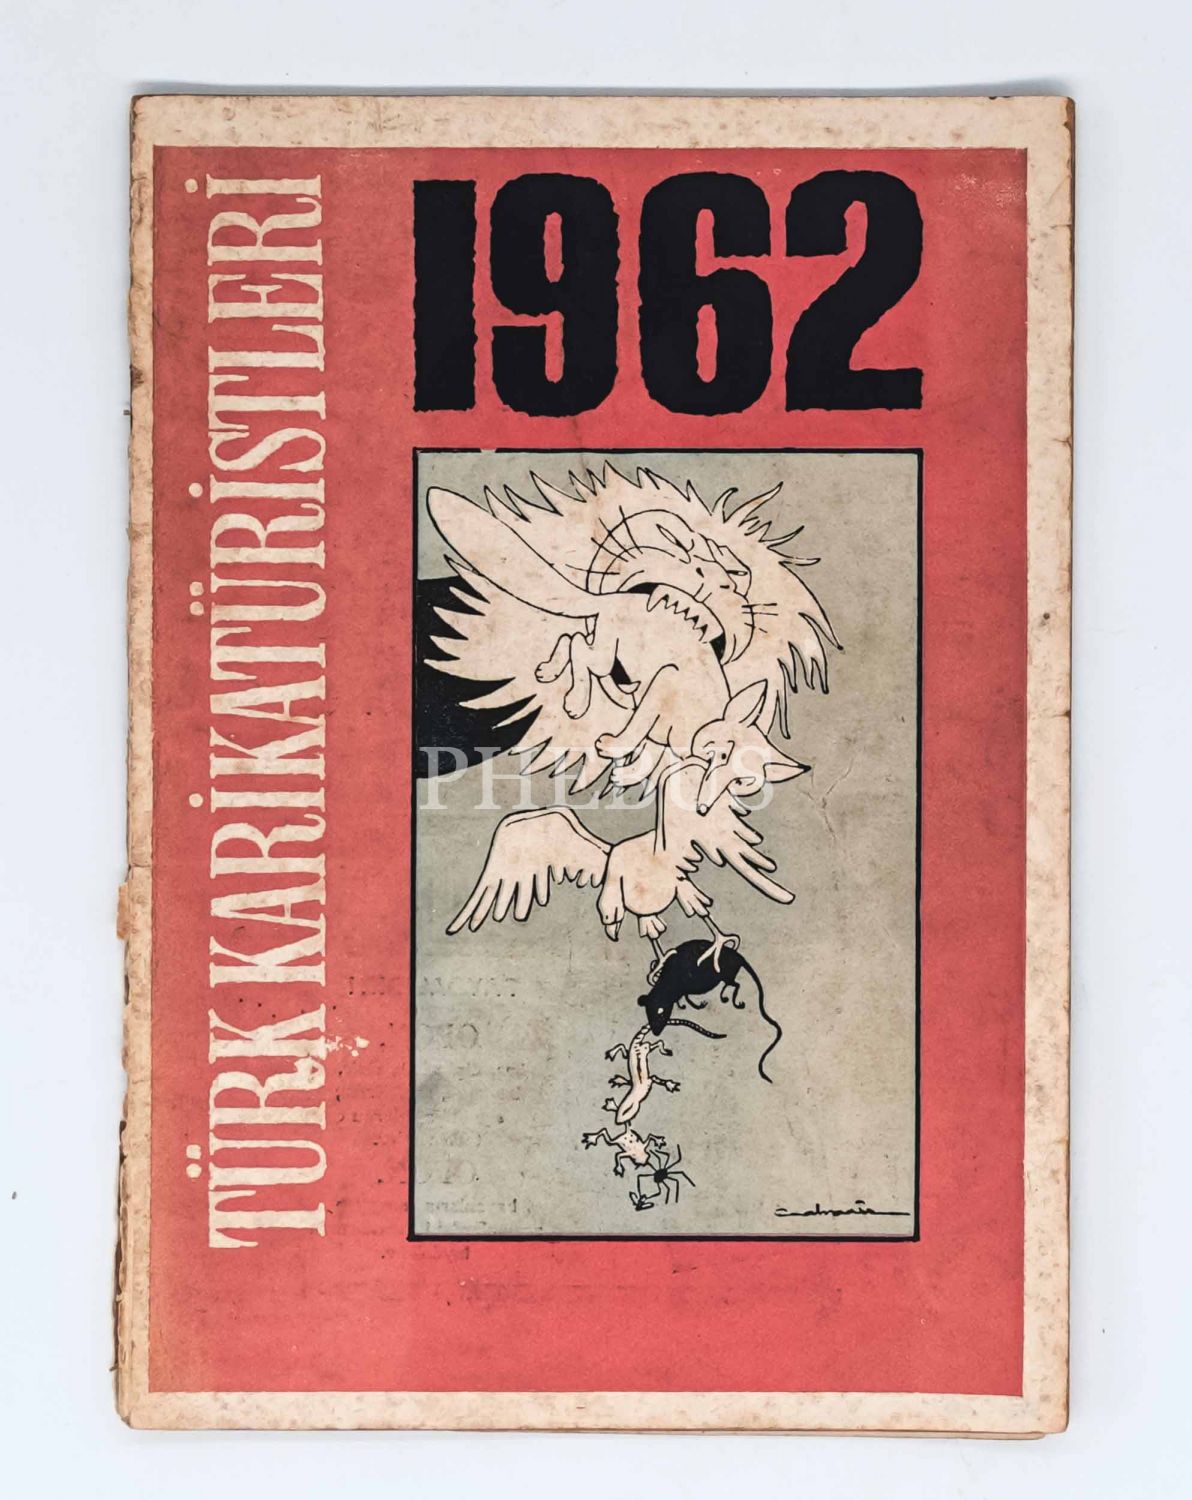 TÜRK KARİKATÜRİSTLERİ
1962
PHEBUS